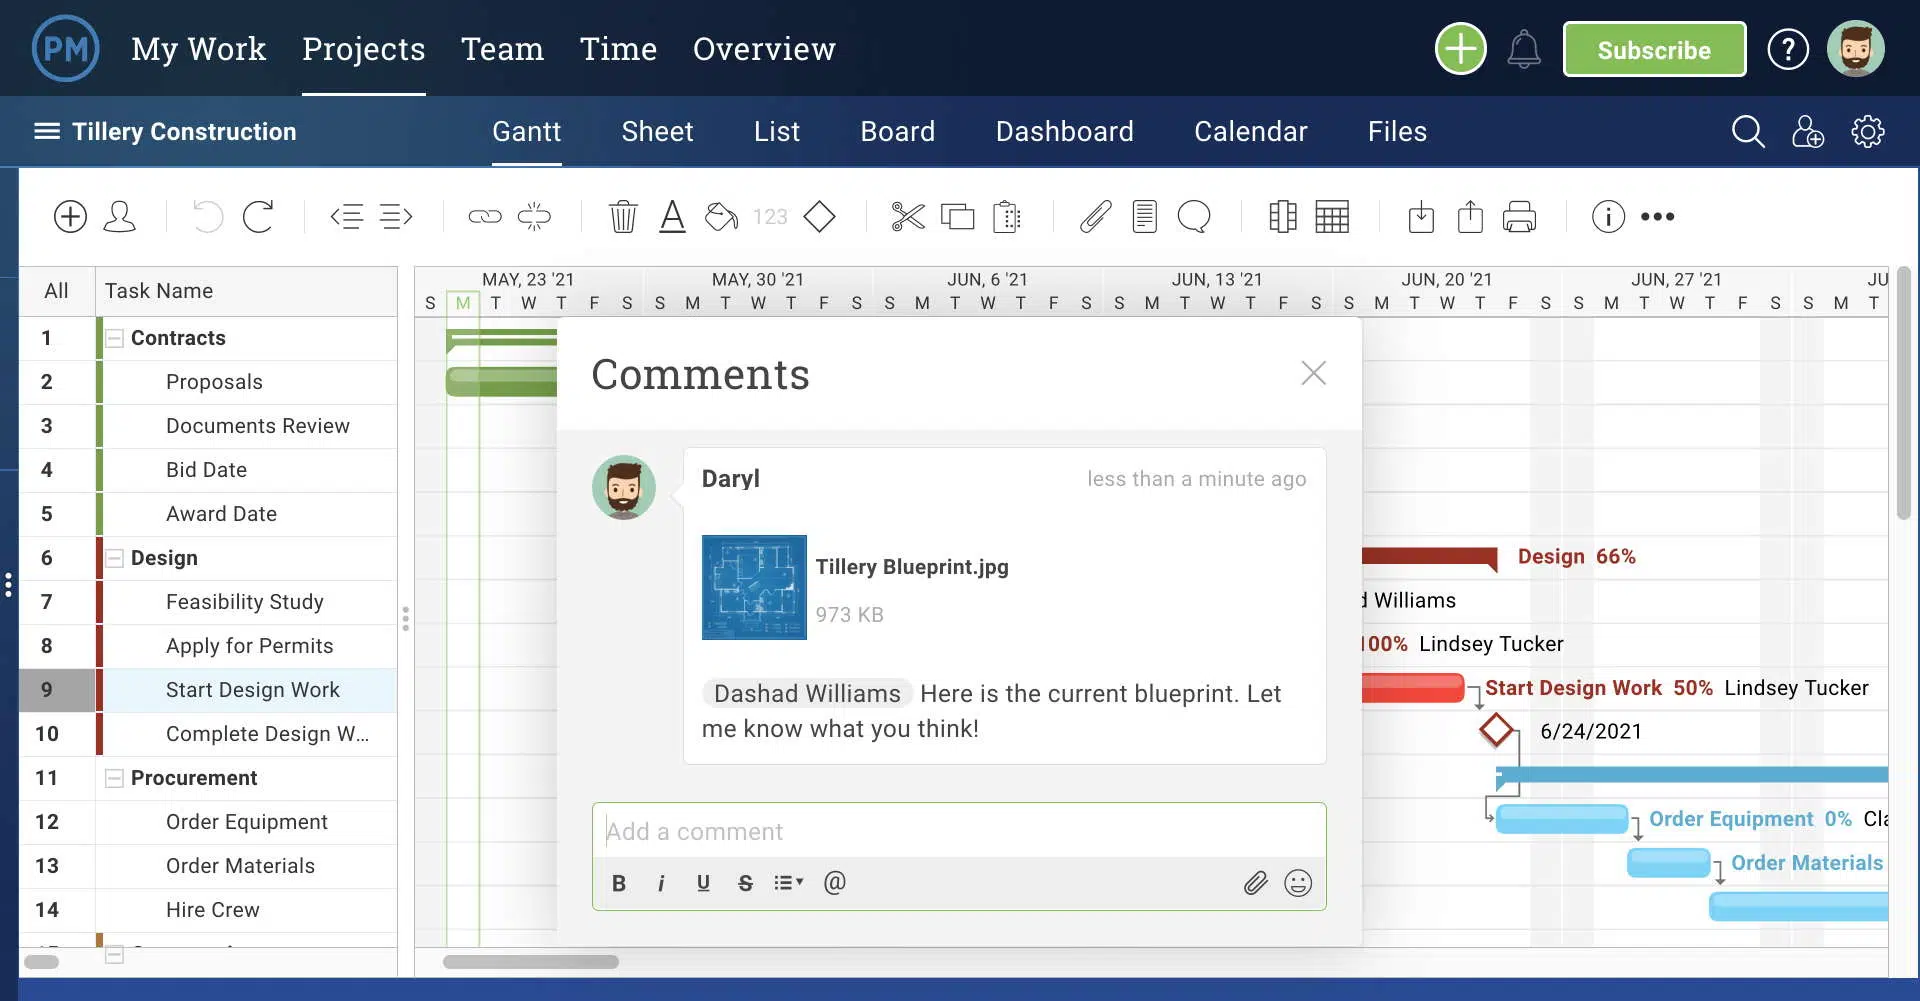 PM My Work Projects Team Time Overview Subscribe ?
Tillery Construction Gantt Sheet List Board Dashboard Calendar Files
A 123 i
All Task Name
MAY, 23 '21 MAY, 30 '21 JUN, 6 '21 JUN, 13 '21 JUN, 20 '21 JUN, 27 '21 JU
S M T W T F S S M T W T F S S M T W T F S S M T W T F S S M T W T F S S M T W T F S S M T
1 Contracts
2 Proposals
3 Documents Review
4 Bid Date
5 Award Date
6 Design
7 Feasibility Study
8 Apply for Permits
9 Start Design Work
10 Complete Design W...
11 Procurement
12 Order Equipment
13 Order Materials
14 Hire Crew
Comments
Daryl less than a minute ago
Tillery Blueprint.jpg
973 KB
Dashad Williams Here is the current blueprint. Let
me know what you think!
Add a comment
B i U S @
Design 66%
d Williams
100% Lindsey Tucker
Start Design Work 50% Lindsey Tucker
6/24/2021
Order Equipment 0% Cla
Order Materials